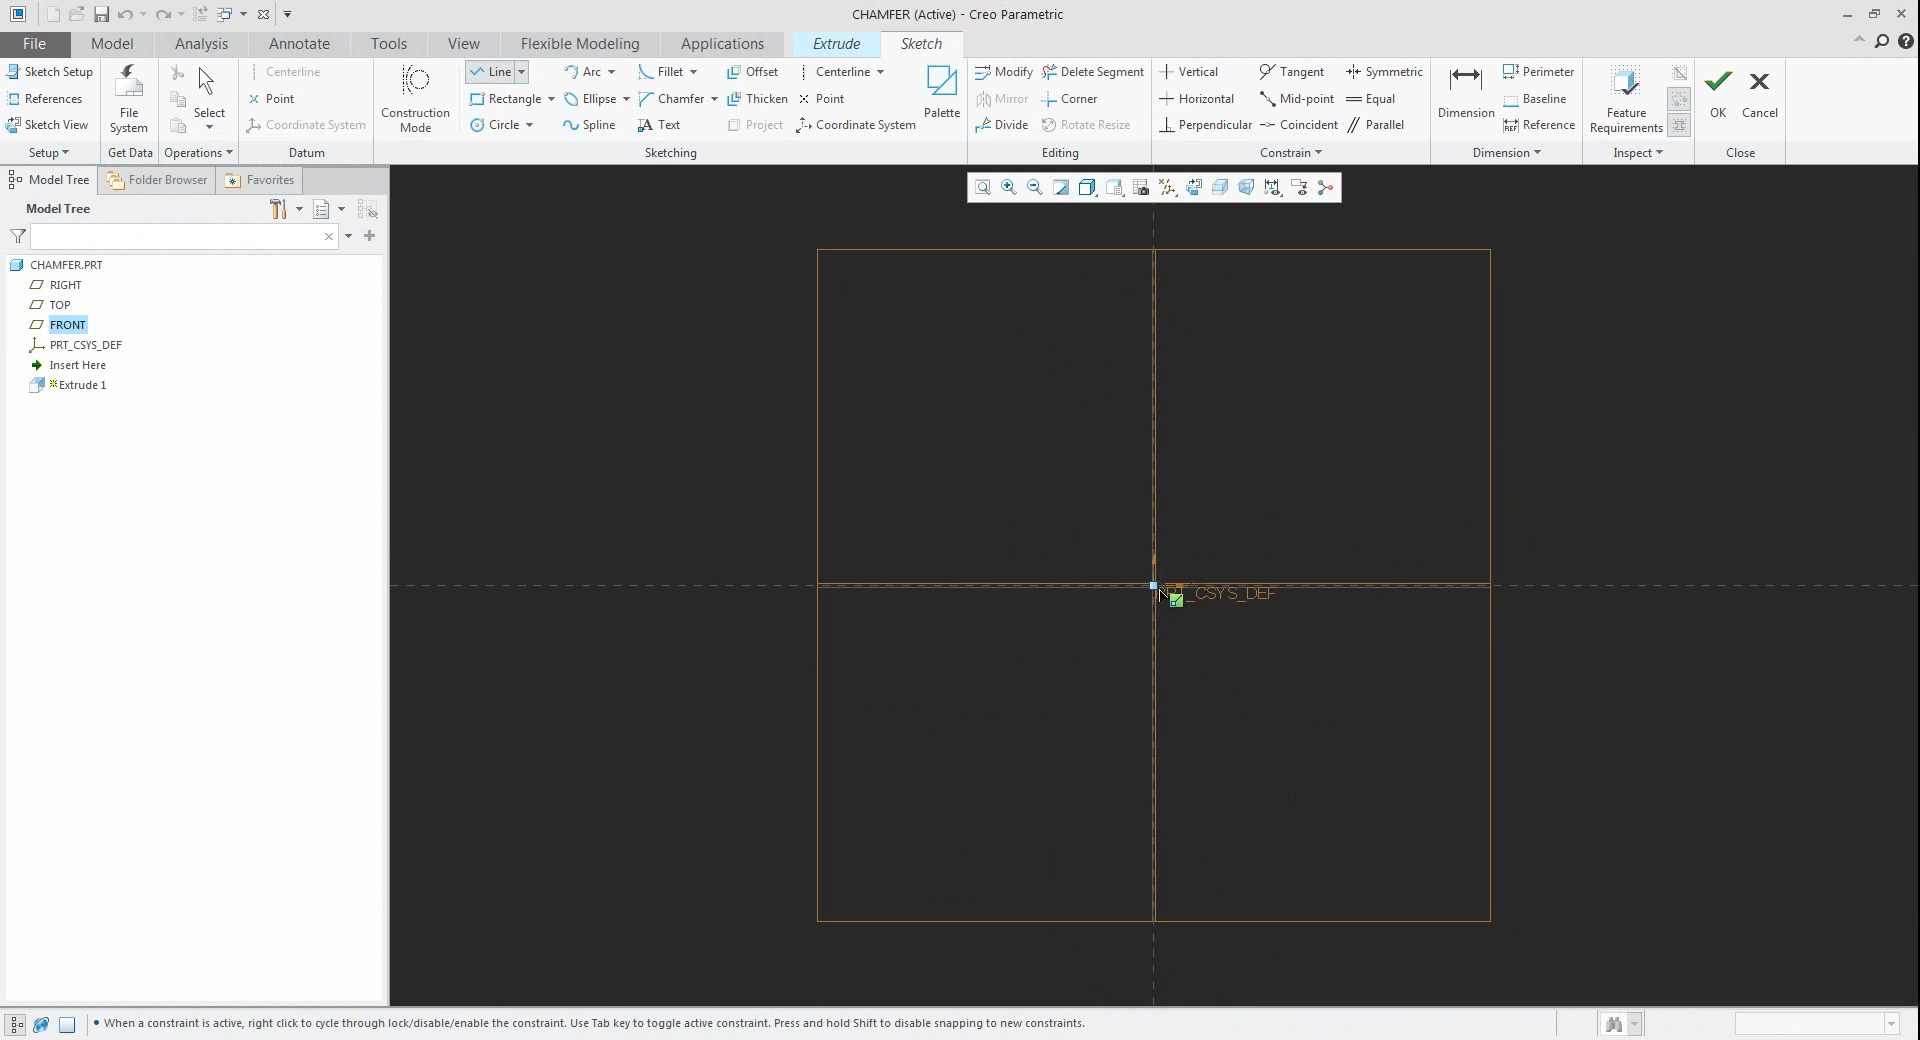 CHAMFER (Active) - Creo Parametric
File Model Analysis Annotate Tools View Flexible Modeling Applications Extrude Sketch
Sketch Setup
References
Sketch View
Setup
File System
Get Data
Select
Operations
Centerline
Point
Coordinate System
Datum
Construction Mode
Line Arc Fillet Offset Centerline
Rectangle Ellipse Chamfer Thicken Point
Circle Spline Text Project Coordinate System
Palette
Sketching
Modify Delete Segment
Mirror Corner
Divide Rotate Resize
Editing
Vertical Tangent Symmetric
Horizontal Mid-point Equal
Perpendicular Coincident Parallel
Constrain
Dimension
Perimeter
Baseline
REF Reference
Dimension
Feature Requirements
Inspect
OK Cancel
Close
Model Tree Folder Browser Favorites
Model Tree
CHAMFER.PRT
RIGHT
TOP
FRONT
PRT_CSYS_DEF
Insert Here
Extrude 1
PRT_CSYS_DEF
• When a constraint is active, right click to cycle through lock/disable/enable the constraint. Use Tab key to toggle active constraint. Press and hold Shift to disable snapping to new constraints.